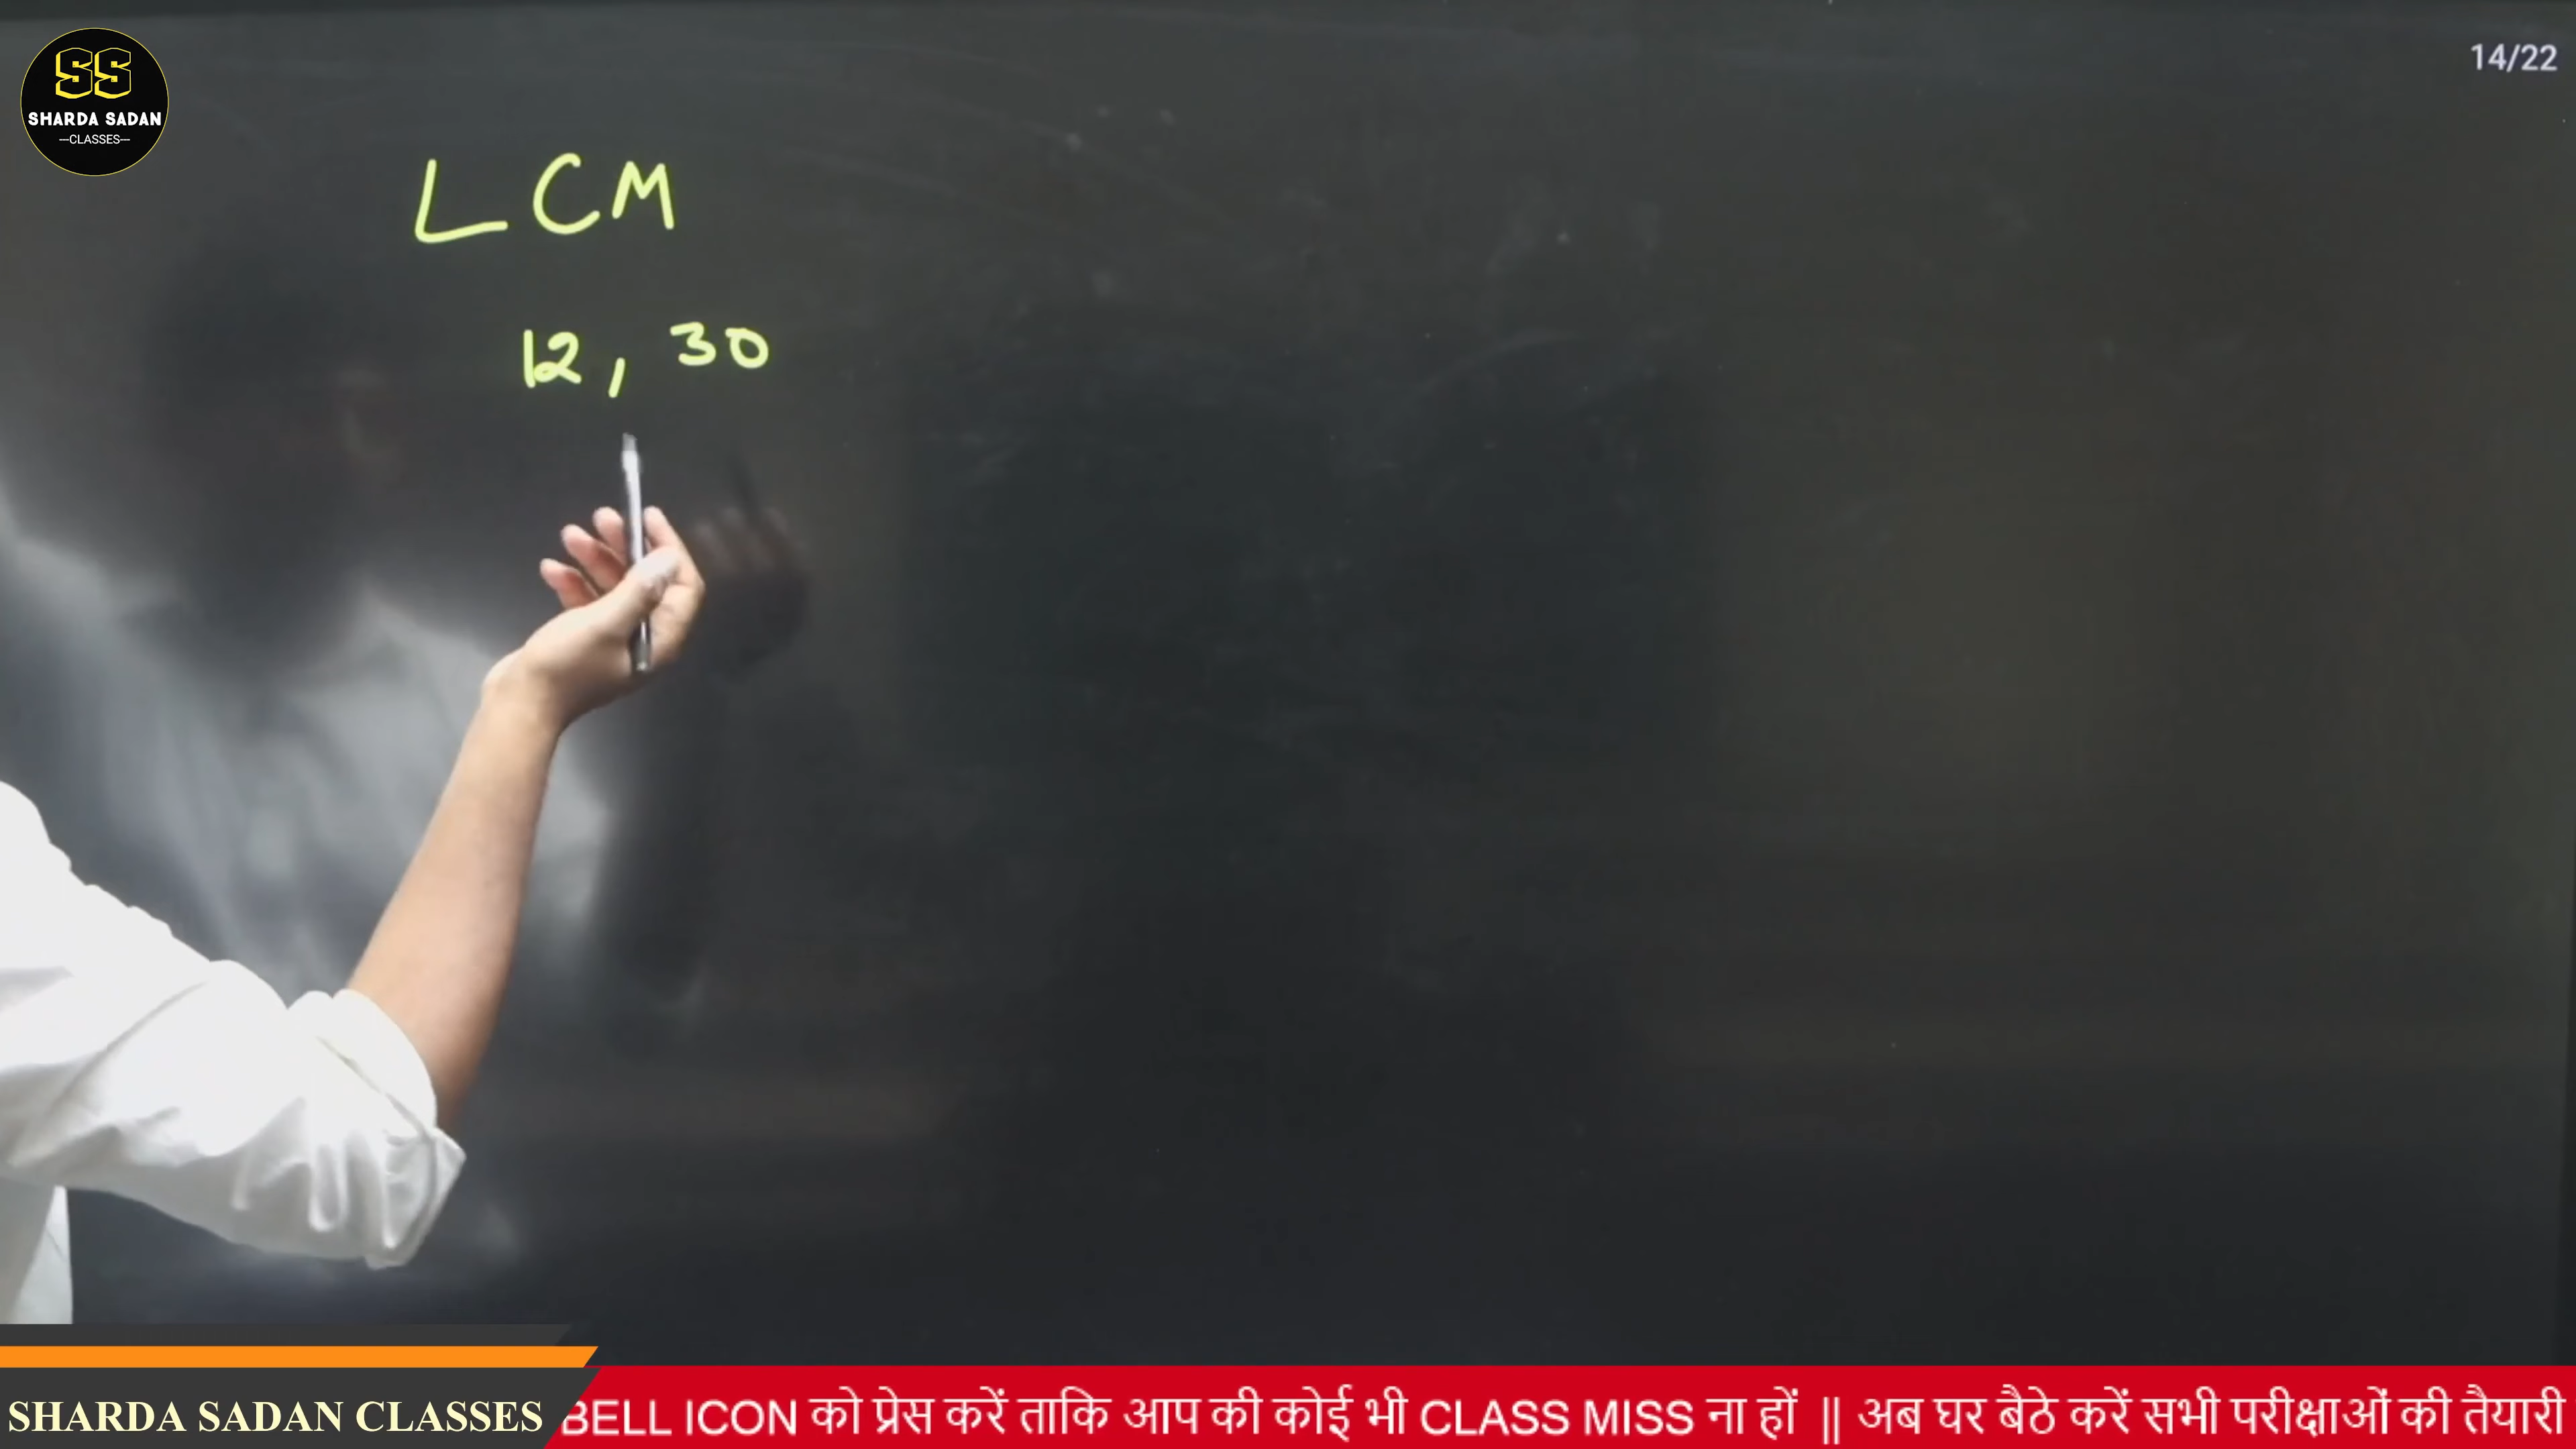 SS
SHARDA SADAN
—CLASSES—
14/22
LCM
12, 30
SHARDA SADAN CLASSES
BELL ICON को प्रेस करें ताकि आप की कोई भी CLASS MISS ना हों || अब घर बैठे करें सभी परीक्षाओं की तैयारी